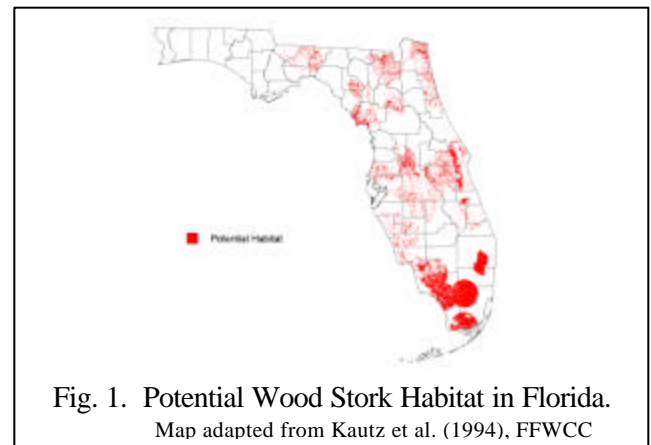 Potential Habitat
Fig. 1. Potential Wood Stork Habitat in Florida.
Map adapted from Kautz et al. (1994), FFWCC